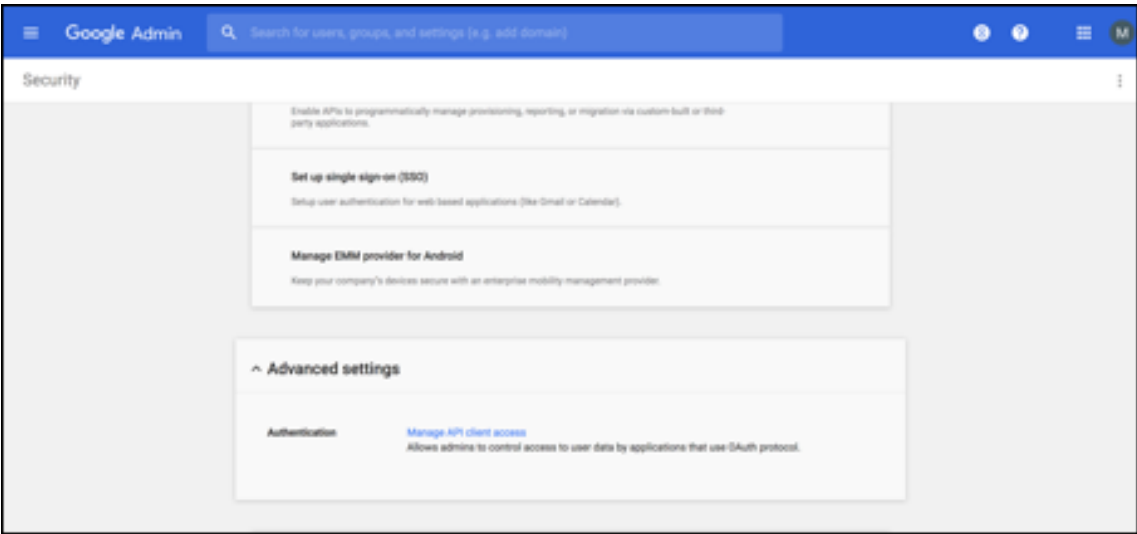 Google Admin
Search for users, groups, and settings (e.g. add domain)
M
Security
Enable APIs to programmatically manage provisioning, reporting, or migration via custom-built or third-
party applications.
Set up single sign-on (SSO)
Setup user authentication for web based applications (like Gmail or Calendar).
Manage EMM provider for Android
Keep your company's devices secure with an enterprise mobility management provider.
Advanced settings
Authentication
Manage API client access
Allows admins to control access to user data by applications that use OAuth protocol.